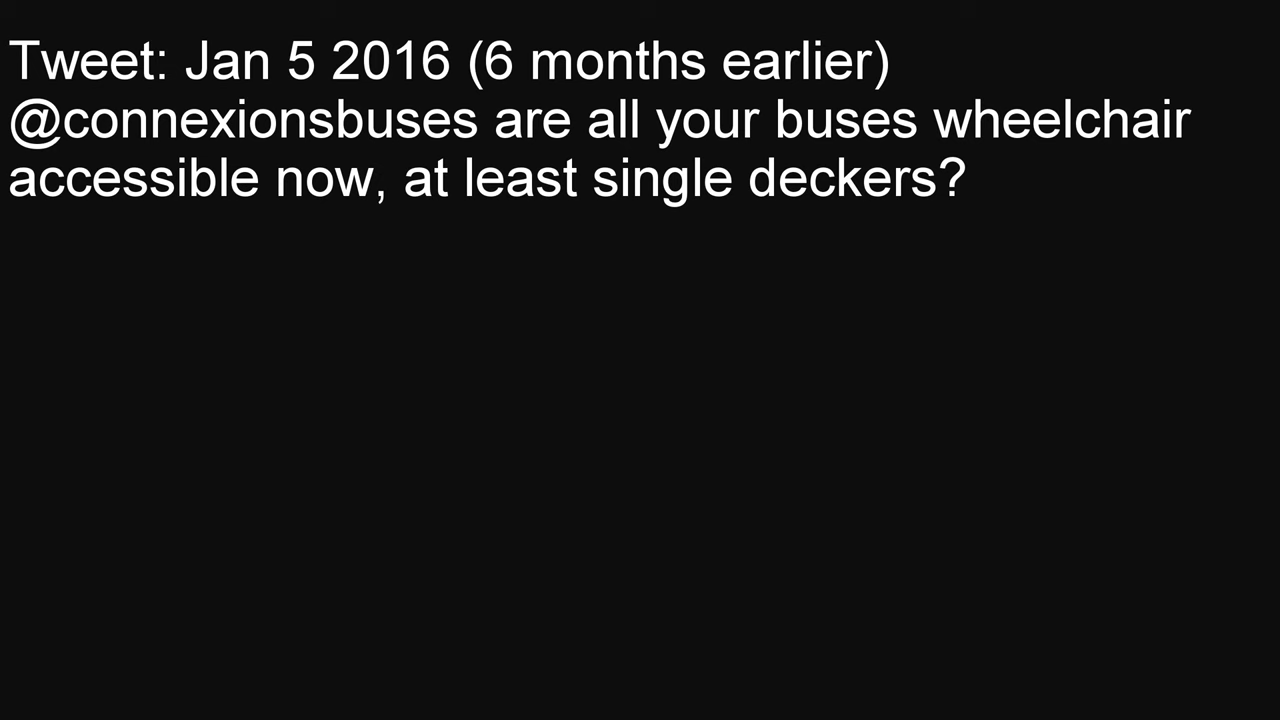 Tweet: Jan 5 2016 (6 months earlier)
@connexionsbuses are all your buses wheelchair
accessible now, at least single deckers?